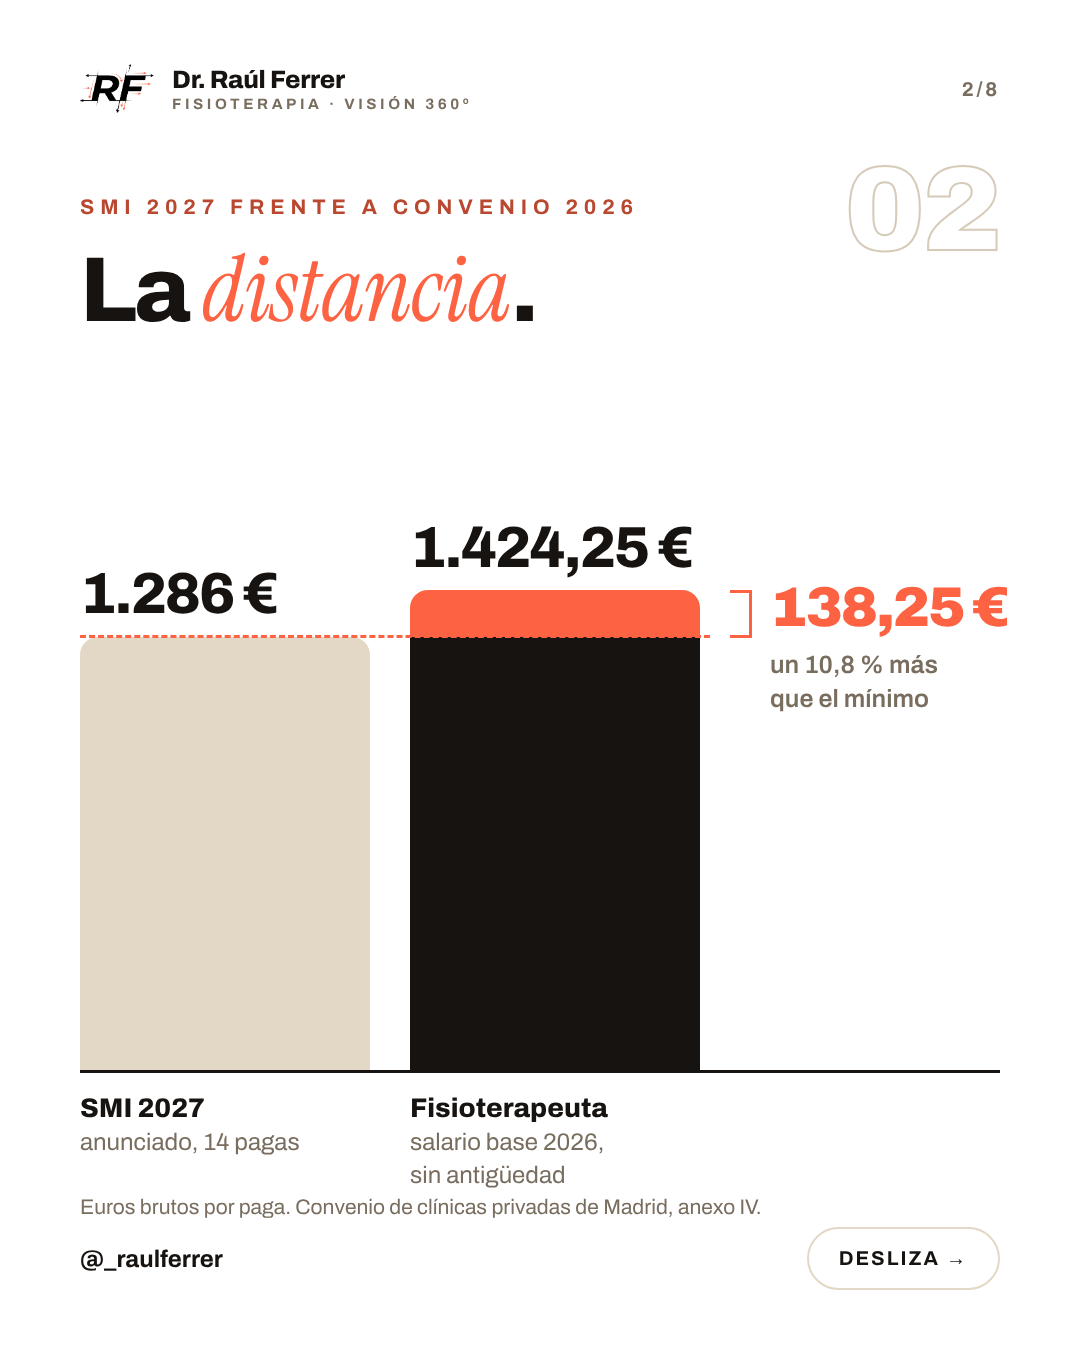 RF
Dr. Raúl Ferrer
FISIOTERAPIA · VISIÓN 360º
2/8
02
SMI 2027 FRENTE A CONVENIO 2026
La distancia.
1.286 €
1.424,25 €
138,25 €
un 10,8 % más
que el mínimo
SMI 2027
anunciado, 14 pagas
Fisioterapeuta
salario base 2026,
sin antigüedad
Euros brutos por paga. Convenio de clínicas privadas de Madrid, anexo IV.
@_raulferrer
DESLIZA →